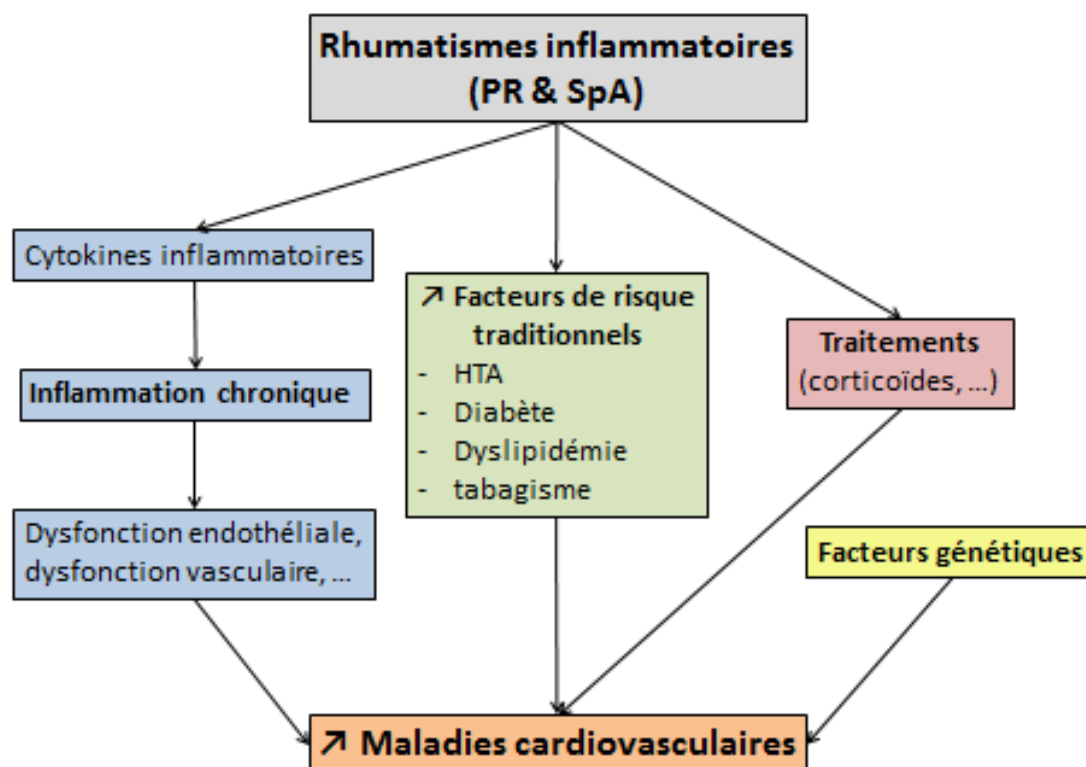 Rhumatismes inflammatoires
(PR & SpA)
Cytokines inflammatoires
Inflammation chronique
Dysfonction endothéliale,
dysfonction vasculaire, ...
↗ Facteurs de risque
traditionnels
- HTA
- Diabète
- Dyslipidémie
- tabagisme
Traitements
(corticoïdes, ...)
Facteurs génétiques
↗ Maladies cardiovasculaires